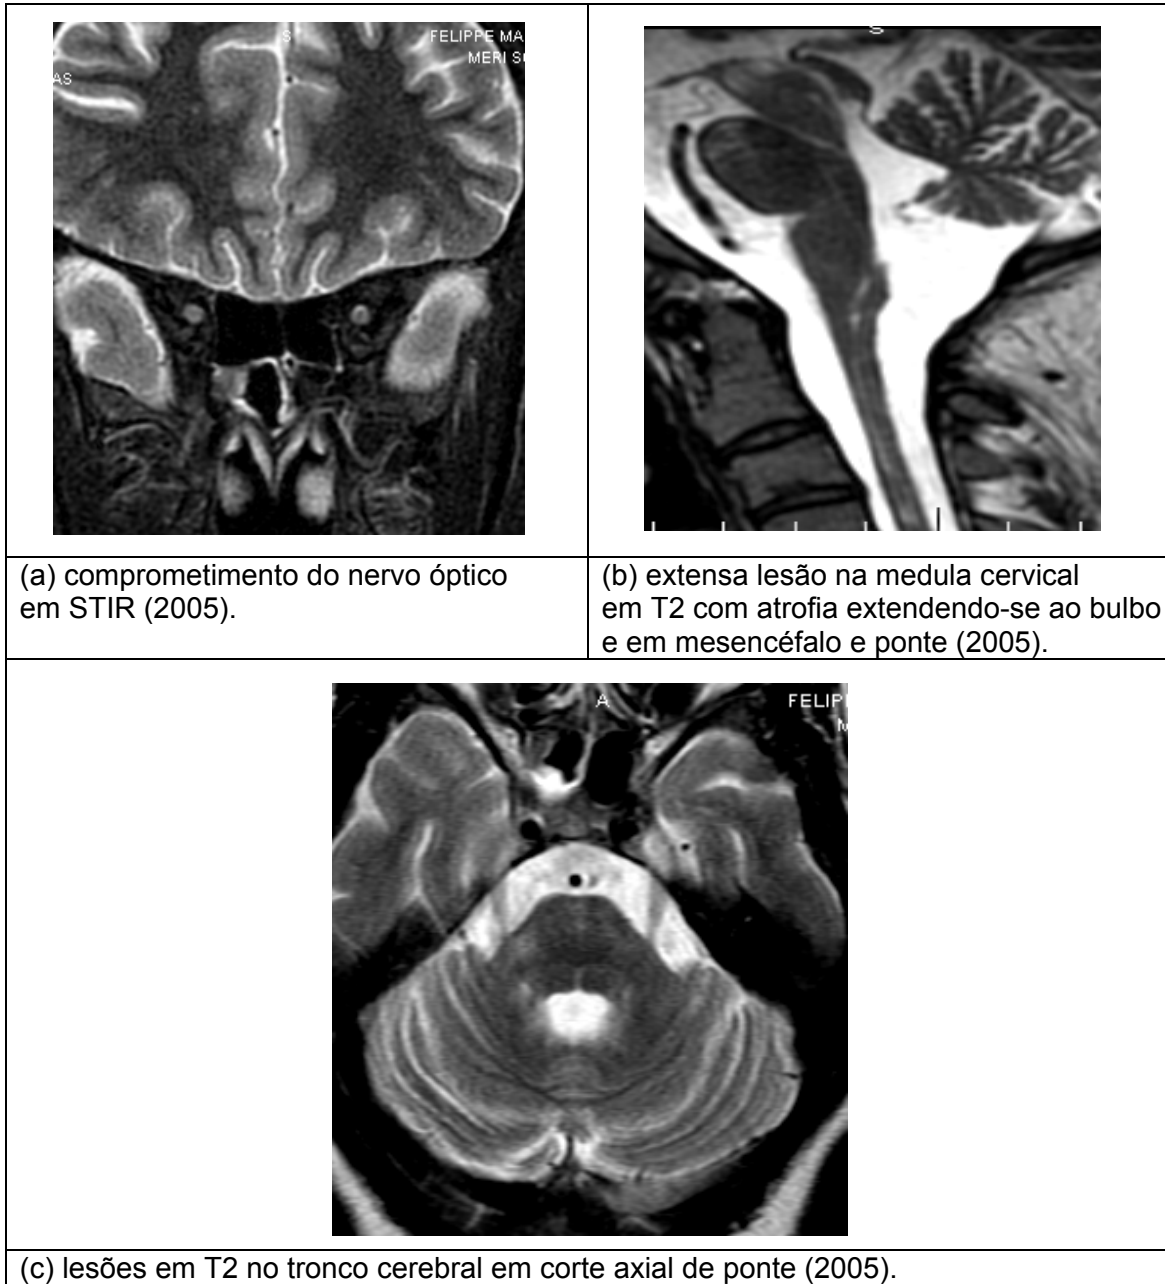 S
FELIPPE MA
MERI S
AS
S
(a) comprometimento do nervo óptico
em STIR (2005).
(b) extensa lesão na medula cervical
em T2 com atrofia extendendo-se ao bulbo
e em mesencéfalo e ponte (2005).
A
FELIP
(c) lesões em T2 no tronco cerebral em corte axial de ponte (2005).